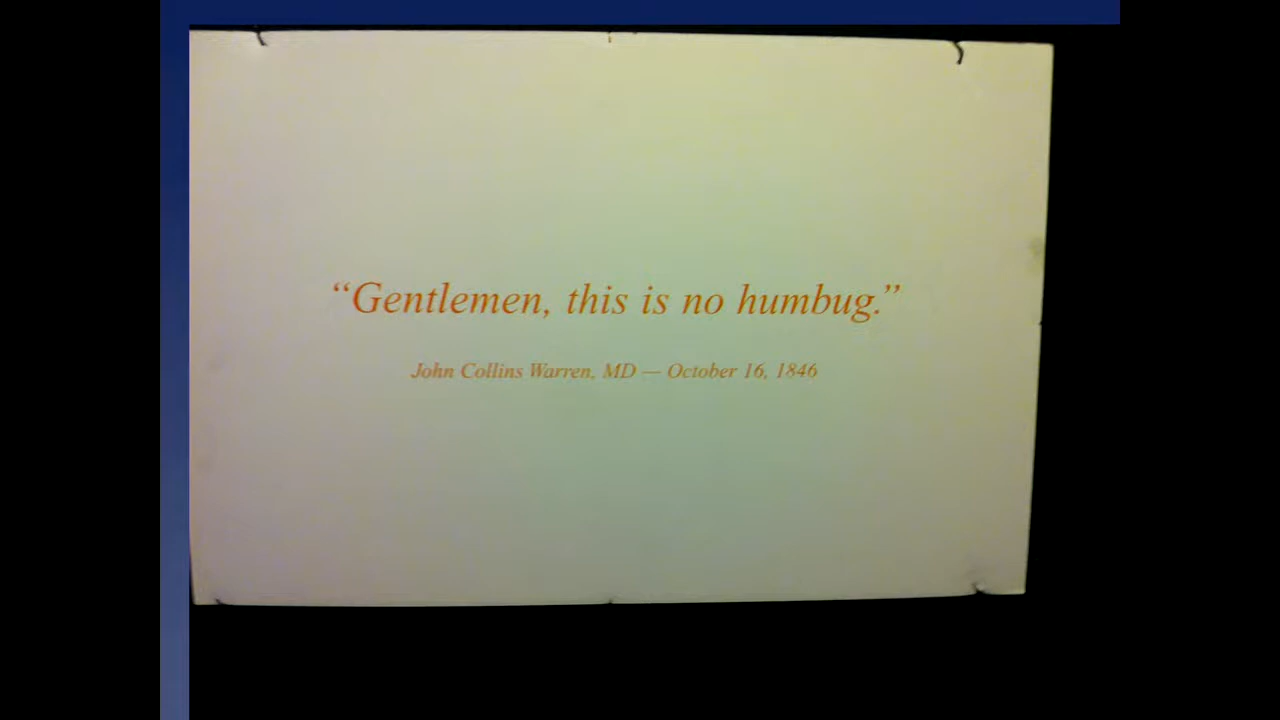 “Gentlemen, this is no humbug.”
John Collins Warren, MD — October 16, 1846